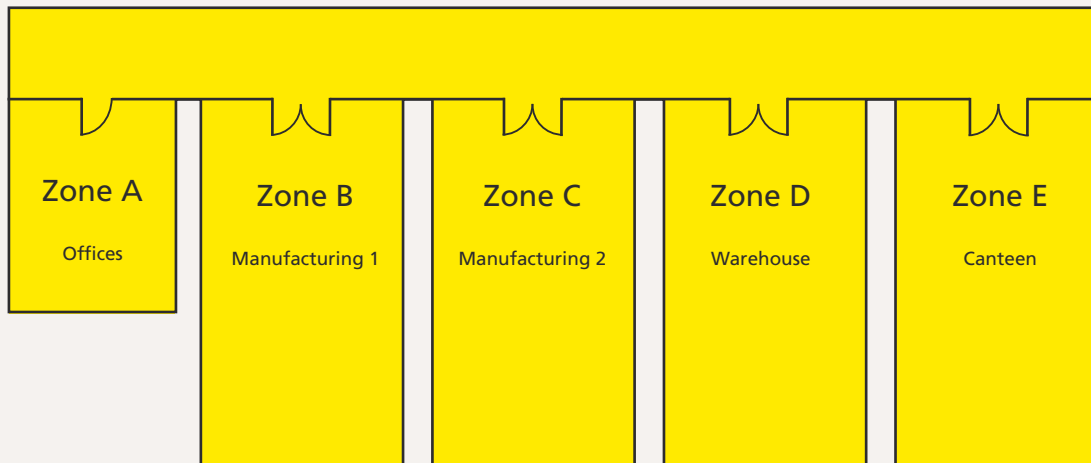 Zone A
Offices
Zone B
Manufacturing 1
Zone C
Manufacturing 2
Zone D
Warehouse
Zone E
Canteen